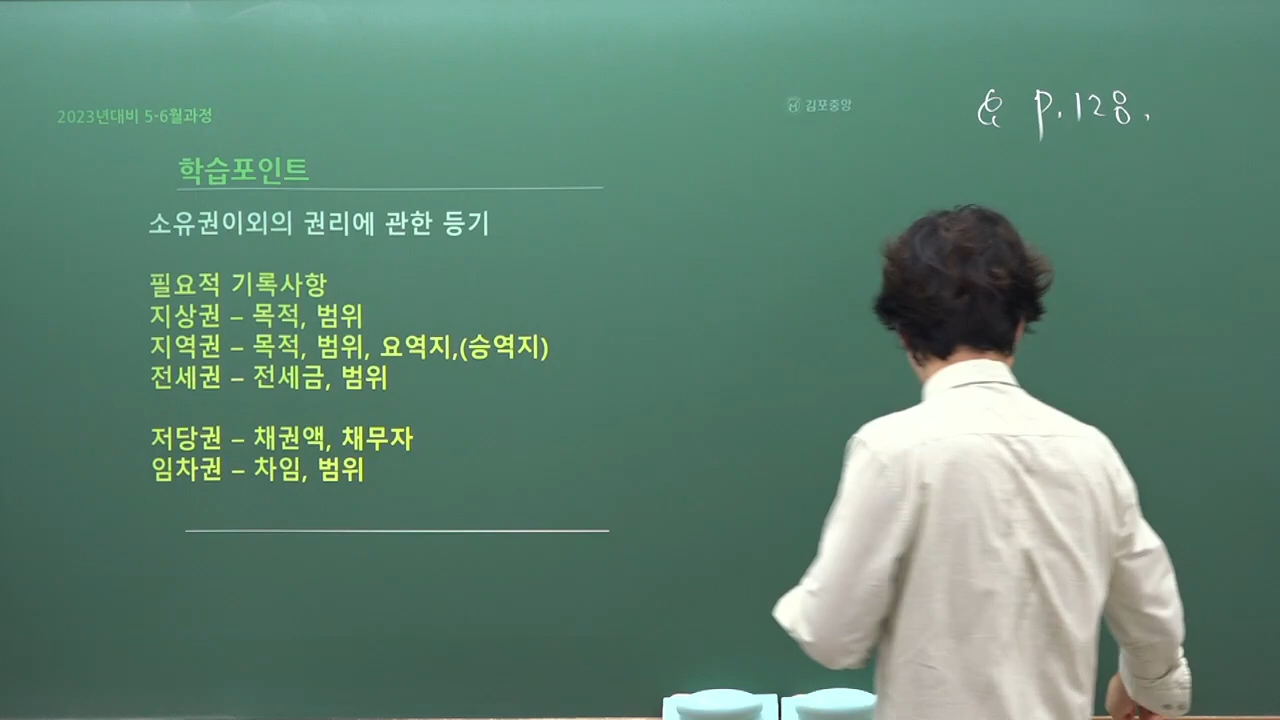 2023년대비 5-6월과정
김포중앙
p.128.
학습포인트
소유권이외의 권리에 관한 등기
필요적 기록사항
지상권 – 목적, 범위
지역권 – 목적, 범위, 요역지,(승역지)
전세권 – 전세금, 범위
저당권 – 채권액, 채무자
임차권 – 차임, 범위